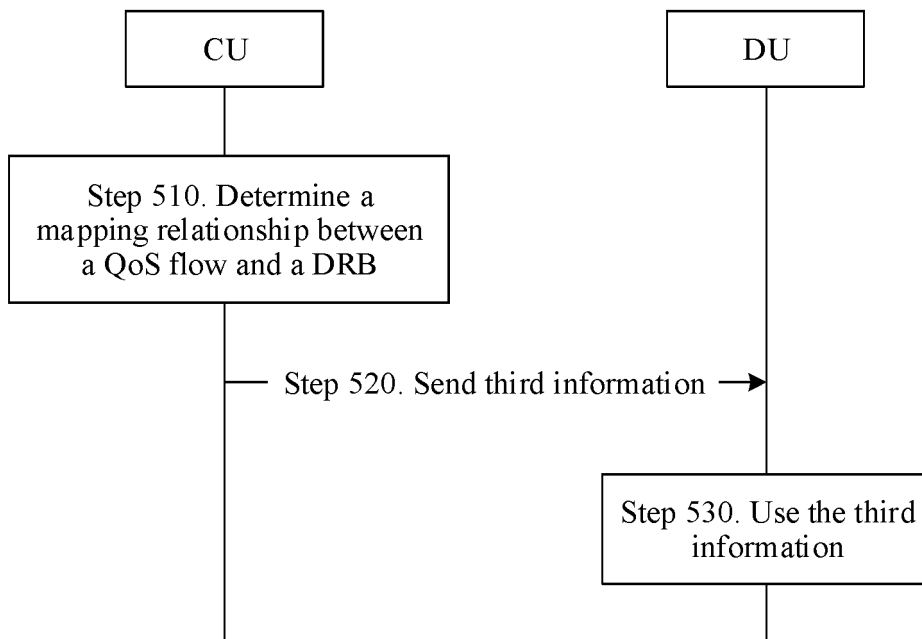 CU
DU
Step 510. Determine a
mapping relationship between
a QoS flow and a DRB
Step 520. Send third information
Step 530. Use the third
information